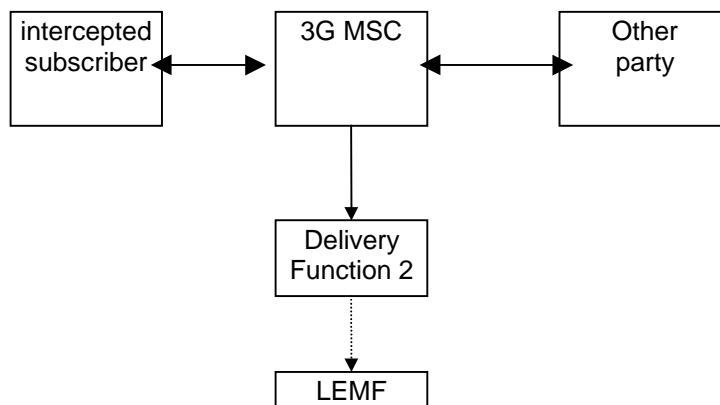 intercepted
subscriber
3G MSC
Other
party
Delivery
Function 2
LEMF